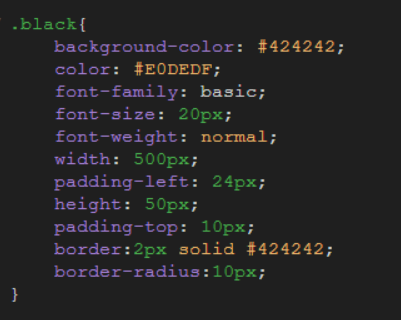 .black{
background-color: #424242;
color: #E0DEDF;
font-family: basic;
font-size: 20px;
font-weight: normal;
width: 500px;
padding-left: 24px;
height: 50px;
padding-top: 10px;
border:2px solid #424242;
border-radius:10px;
}